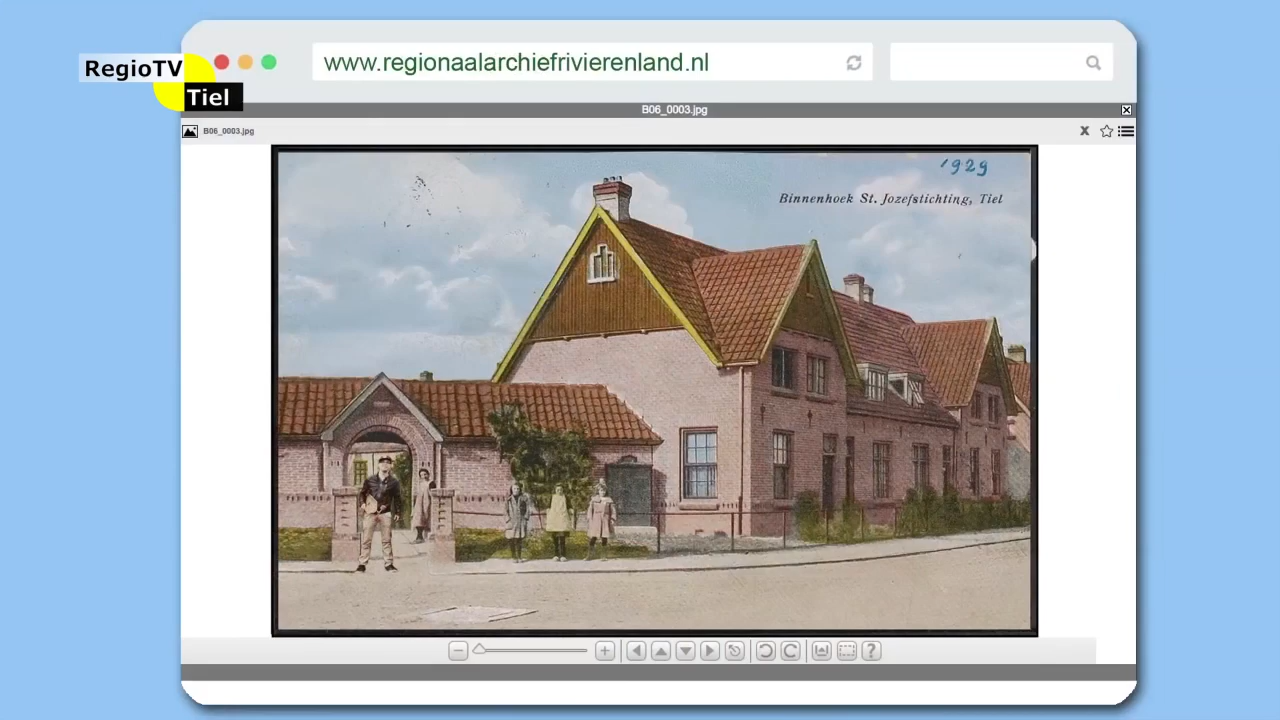 RegioTV
Tiel
www.regionaalarchiefrivierenland.nl
B06_0003.jpg
B06_0003.jpg
X
1929
Binnenhoek St. Jozefstichting, Tiel
?